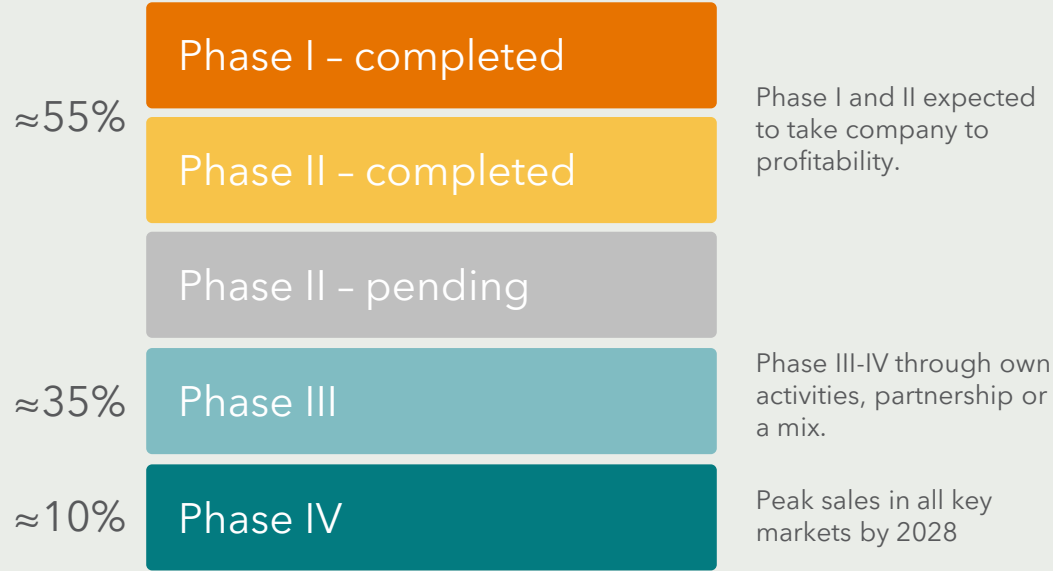 Phase I – completed
≈55%
Phase I and II expected
to take company to
profitability.
Phase II – completed
Phase II – pending
≈35%
Phase III
Phase III-IV through own
activities, partnership or
a mix.
≈10%
Phase IV
Peak sales in all key
markets by 2028